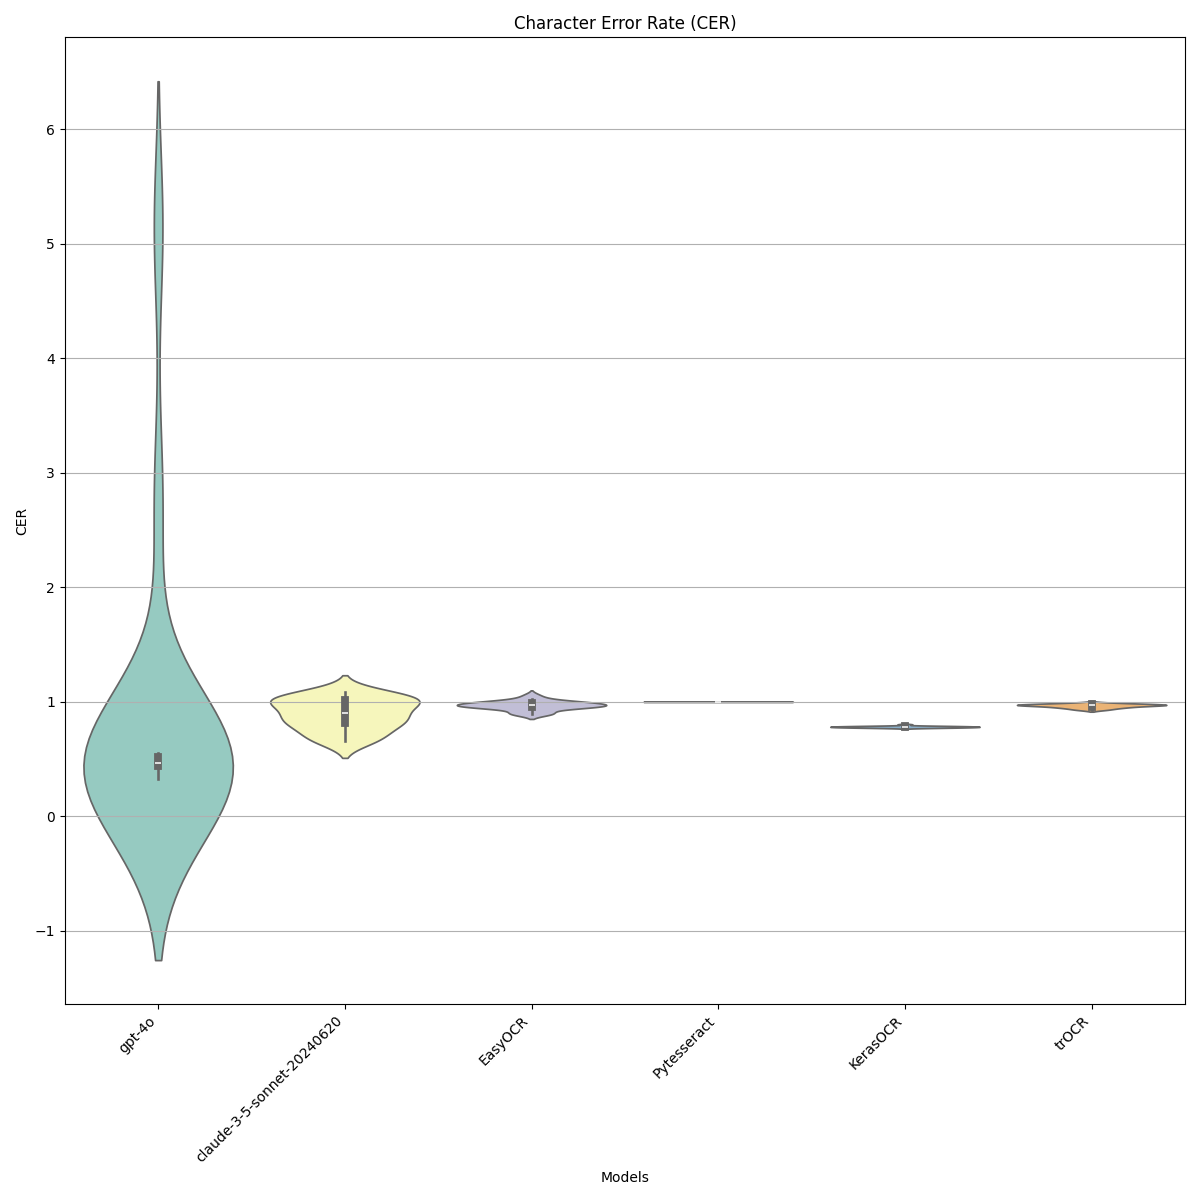 Character Error Rate (CER)
6
5
4
3
2
1
0
−1
CER
gpt-4o
claude-3-5-sonnet-20240620
EasyOCR
Pytesseract
KerasOCR
trOCR
Models